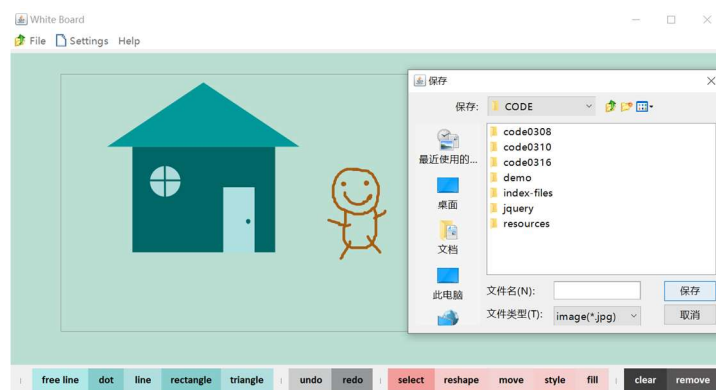 White Board
File Settings Help
保存
保存: CODE
最近使用的...
桌面
文档
此电脑
code0308
code0310
code0316
demo
index-files
jquery
resources
文件名(N): 保存
文件类型(T): image(*.jpg) 取消
free line dot line rectangle triangle undo redo select reshape move style fill clear remove